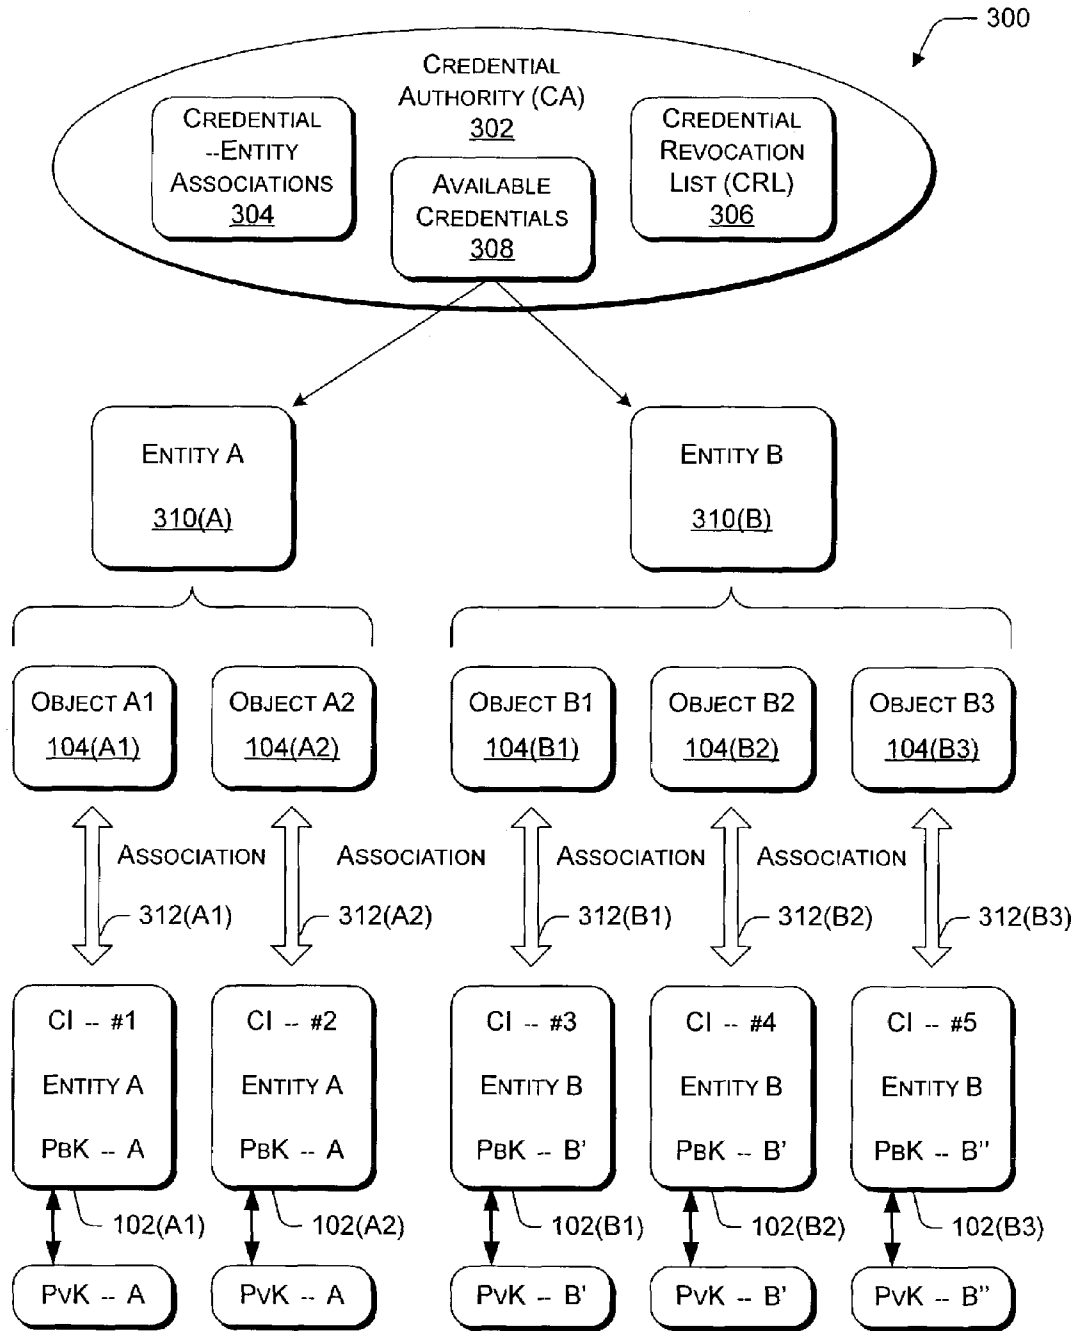 300
CREDENTIAL
AUTHORITY (CA)
302
CREDENTIAL
--ENTITY
ASSOCIATIONS
304
AVAILABLE
CREDENTIALS
308
CREDENTIAL
REVOCATION
LIST (CRL)
306
ENTITY A
310(A)
ENTITY B
310(B)
OBJECT A1
104(A1)
OBJECT A2
104(A2)
OBJECT B1
104(B1)
OBJECT B2
104(B2)
OBJECT B3
104(B3)
ASSOCIATION
ASSOCIATION
ASSOCIATION
ASSOCIATION
312(A1)
312(A2)
312(B1)
312(B2)
312(B3)
CI -- #1
ENTITY A
PBK -- A
CI -- #2
ENTITY A
PBK -- A
CI -- #3
ENTITY B
PBK -- B'
CI -- #4
ENTITY B
PBK -- B'
CI -- #5
ENTITY B
PBK -- B''
102(A1)
102(A2)
102(B1)
102(B2)
102(B3)
PVK -- A
PVK -- A
PVK -- B'
PVK -- B'
PVK -- B''